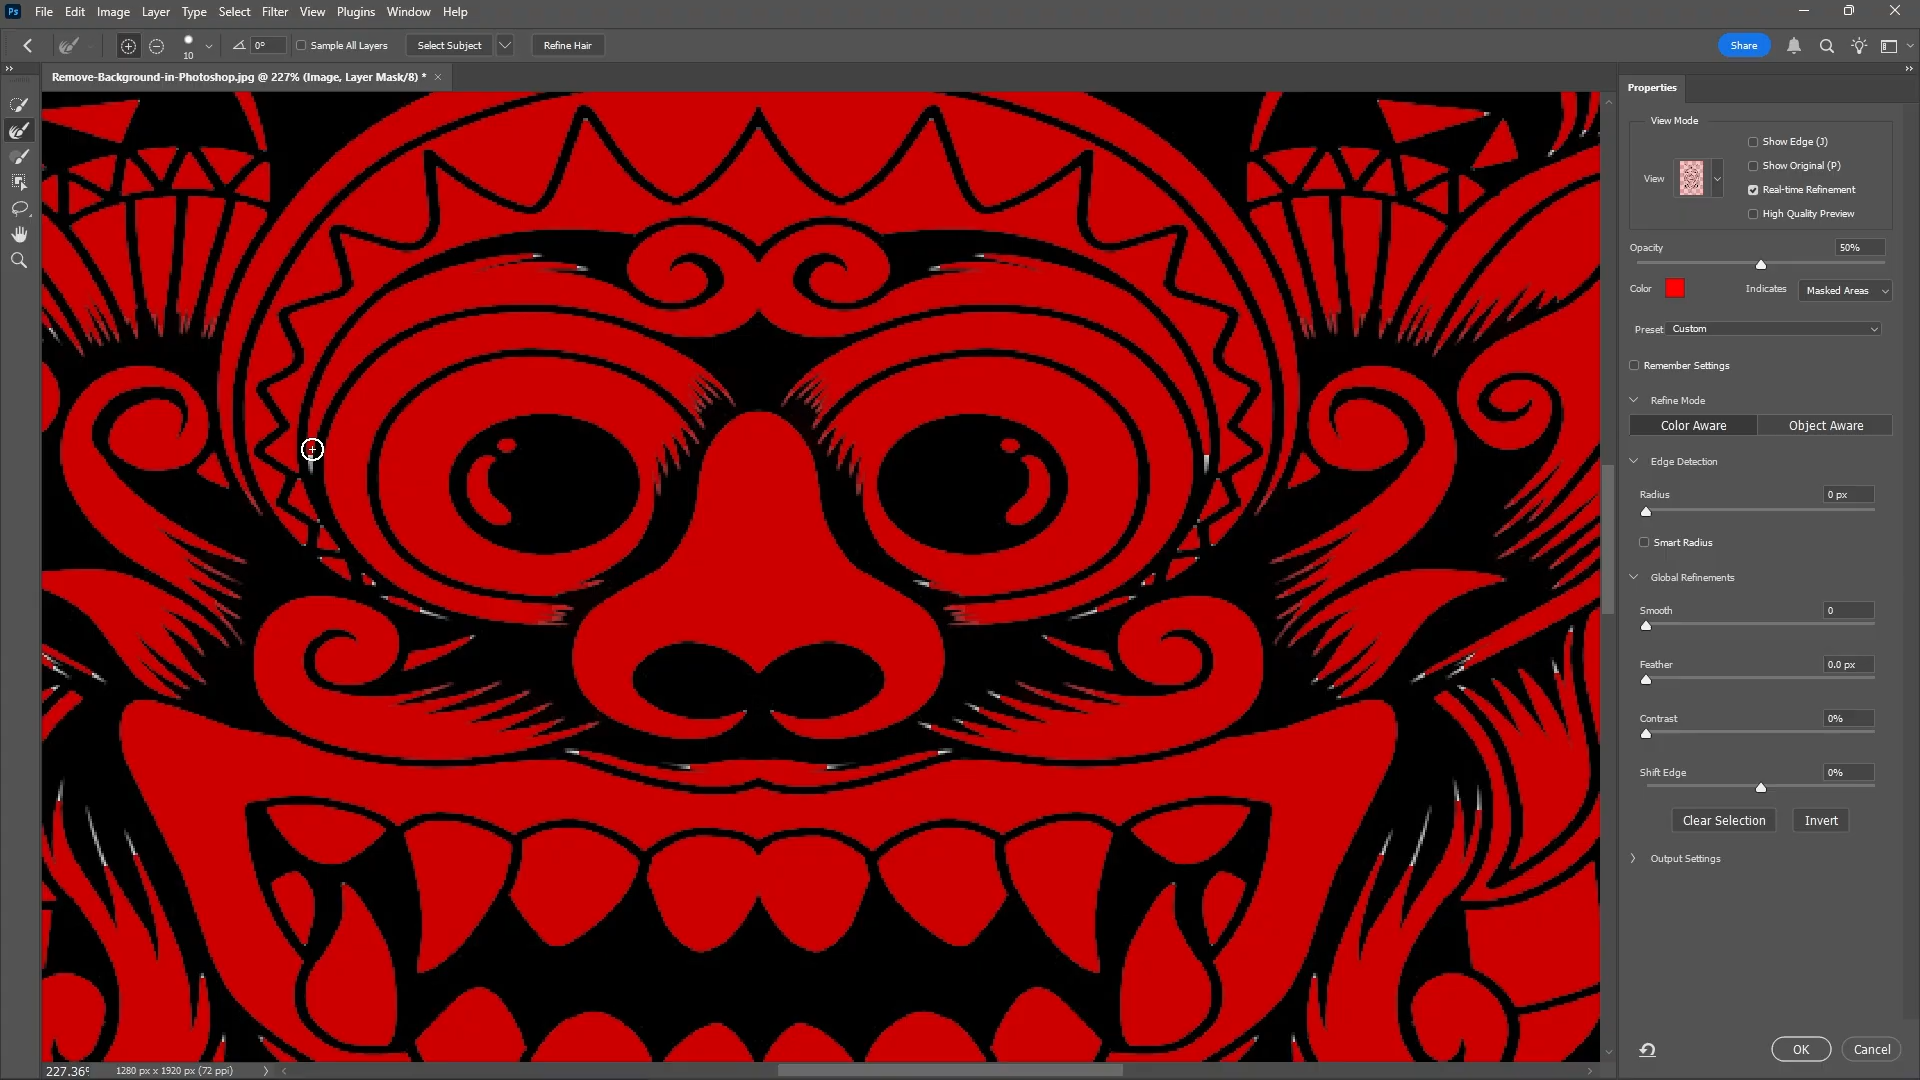 Ps File Edit Image Layer Type Select Filter View Plugins Window Help
10 0° Sample All Layers Select Subject Refine Hair Share
Remove-Background-in-Photoshop.jpg @ 227% (Image, Layer Mask/8) * ×
Properties
View Mode
Show Edge (J)
Show Original (P)
View
Real-time Refinement
High Quality Preview
Opacity 50%
Color Indicates Masked Areas
Preset Custom
Remember Settings
Refine Mode
Color Aware Object Aware
Edge Detection
Radius 0 px
Smart Radius
Global Refinements
Smooth 0
Feather 0.0 px
Contrast 0%
Shift Edge 0%
Clear Selection Invert
Output Settings
OK Cancel
227.36% 1280 px x 1920 px (72 ppi)